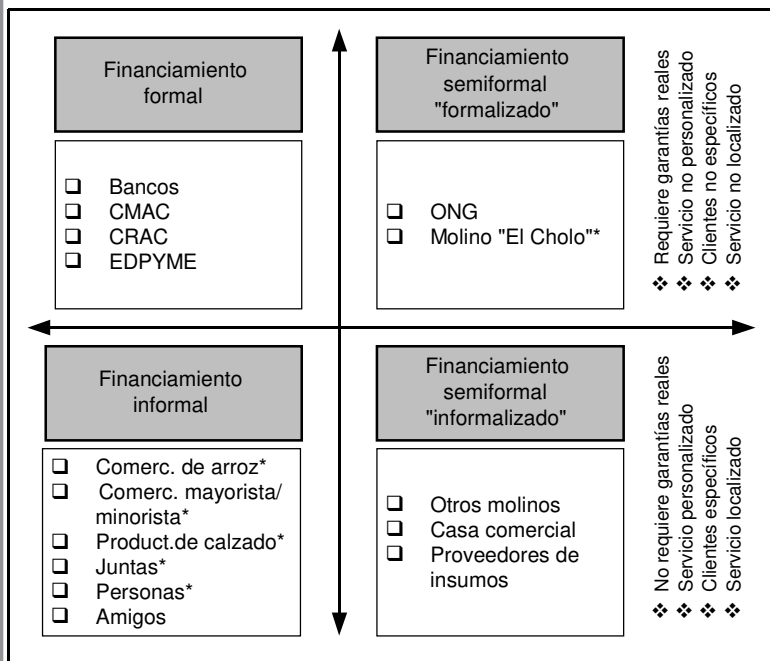 Financiamiento
formal
❑ Bancos
❑ CMAC
❑ CRAC
❑ EDPYME
Financiamiento
semiformal
"formalizado"
❑ ONG
❑ Molino "El Cholo"*
❖ Requiere garantías reales
❖ Servicio no personalizado
❖ Clientes no específicos
❖ Servicio no localizado
Financiamiento
informal
❑ Comerc. de arroz*
❑ Comerc. mayorista/
minorista*
❑ Product.de calzado*
❑ Juntas*
❑ Personas*
❑ Amigos
Financiamiento
semiformal
"informalizado"
❑ Otros molinos
❑ Casa comercial
❑ Proveedores de
insumos
❖ No requiere garantías reales
❖ Servicio personalizado
❖ Clientes específicos
❖ Servicio localizado